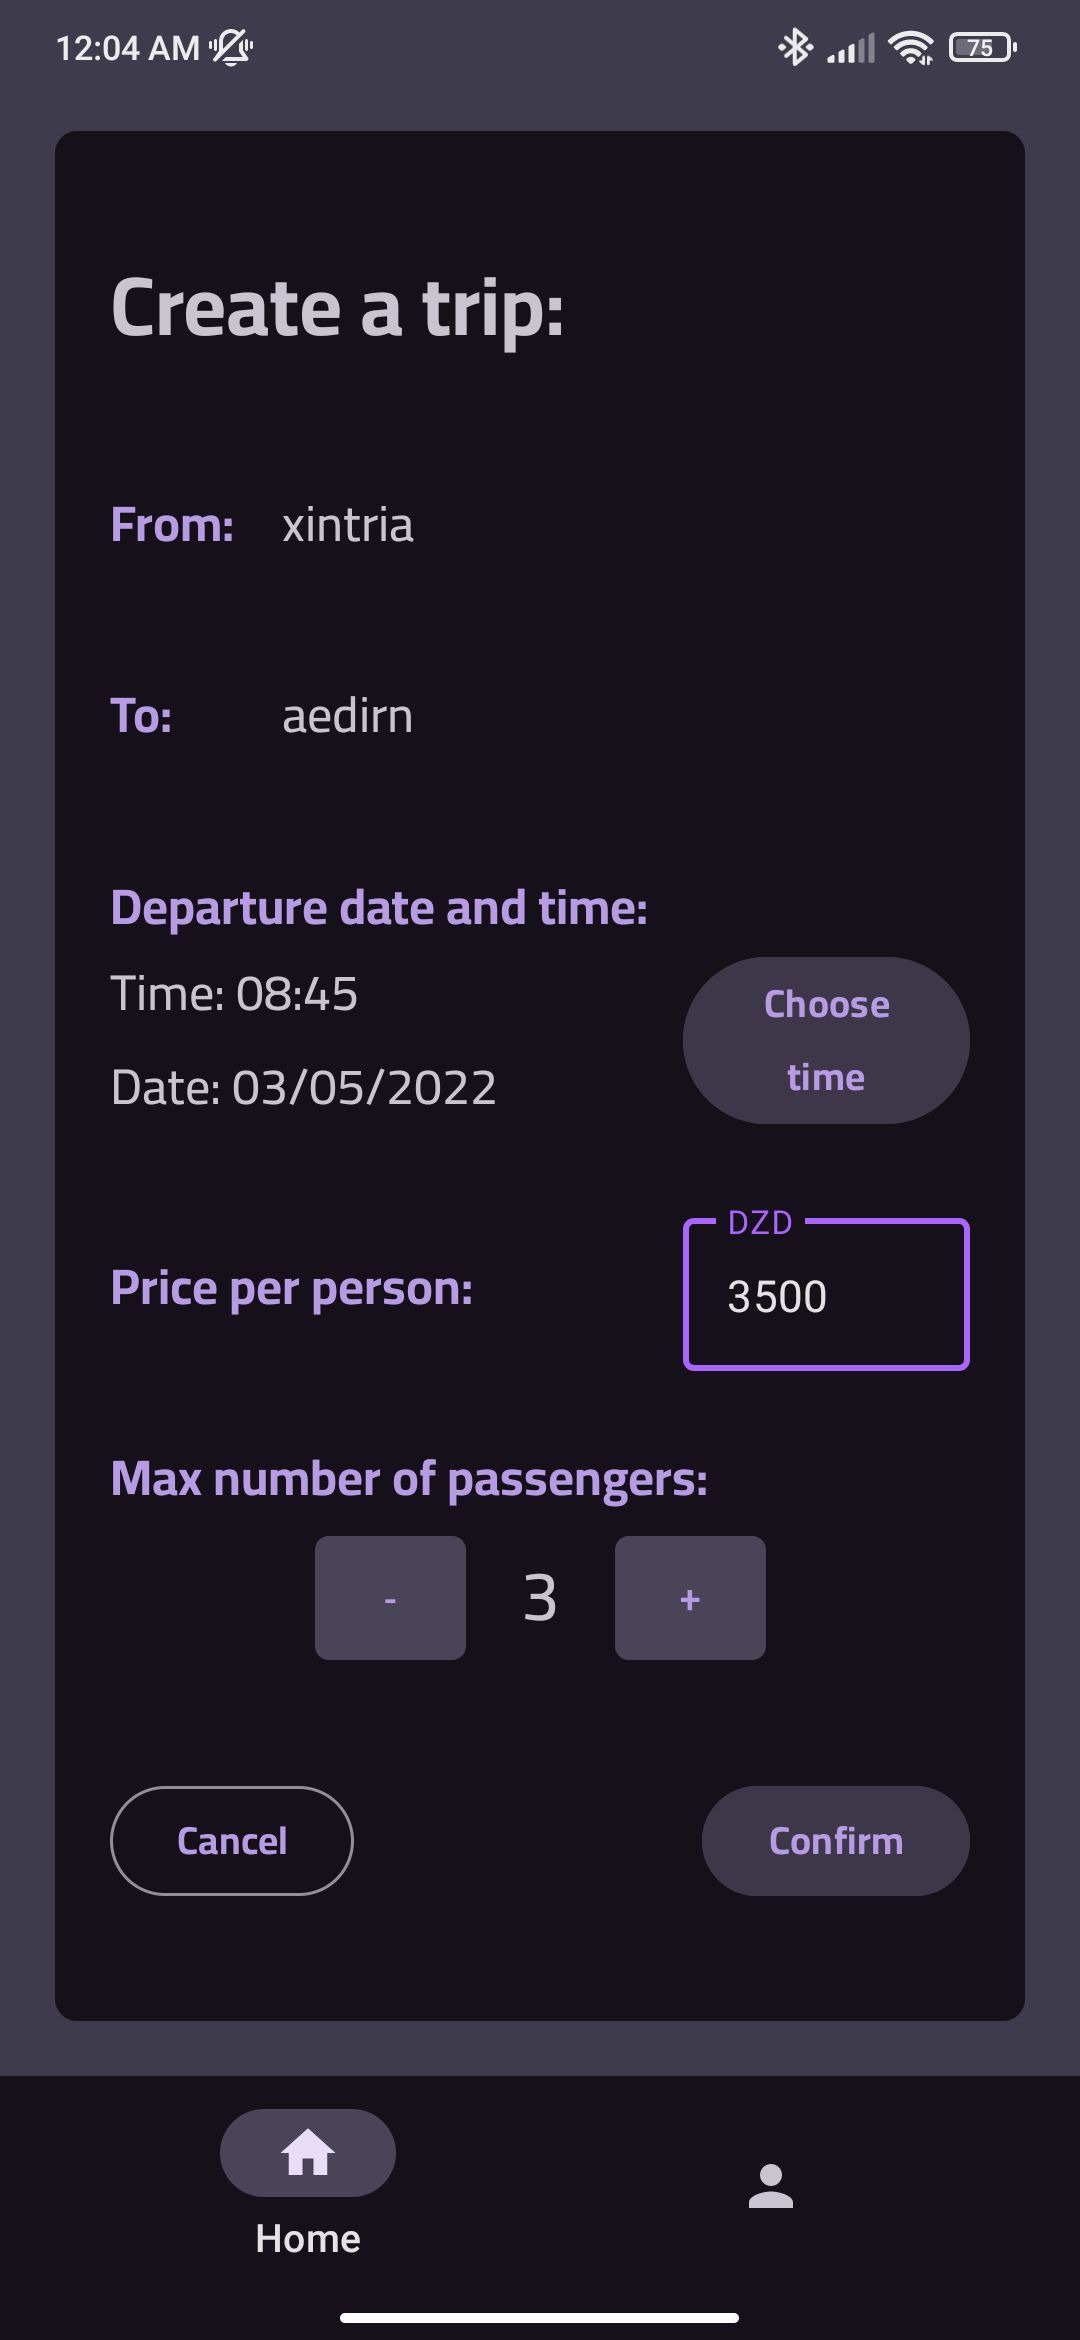 12:04 AM
75
Create a trip:
From: xintria
To: aedirn
Departure date and time:
Time: 08:45
Date: 03/05/2022
Choose
time
DZD
Price per person:
3500
Max number of passengers:
- 3 +
Cancel
Confirm
Home